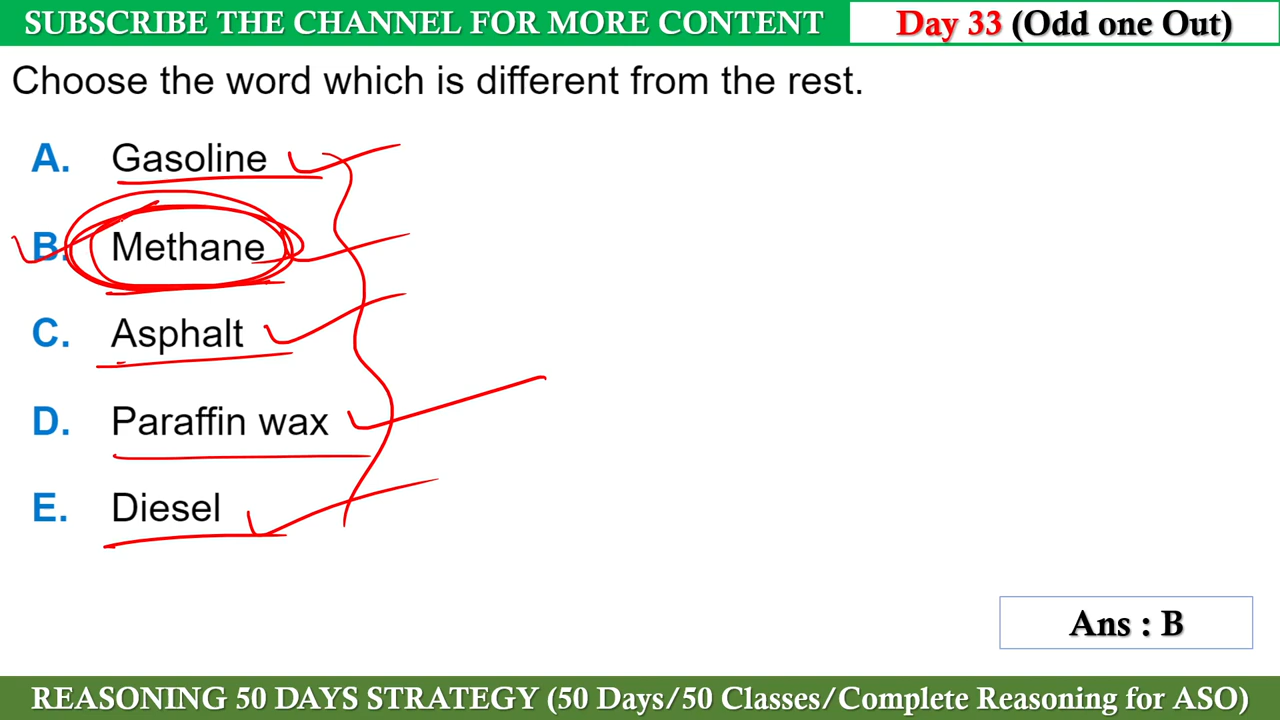 SUBSCRIBE THE CHANNEL FOR MORE CONTENT
Day 33 (Odd one Out)
Choose the word which is different from the rest.
A. Gasoline
B. Methane
C. Asphalt
D. Paraffin wax
E. Diesel
Ans : B
REASONING 50 DAYS STRATEGY (50 Days/50 Classes/Complete Reasoning for ASO)